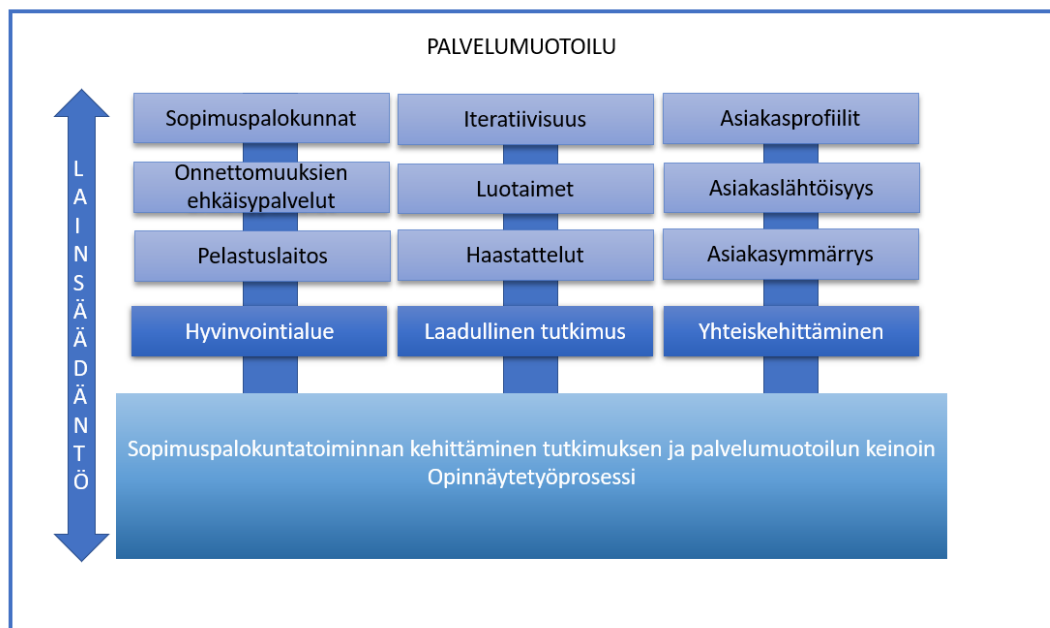 PALVELUMUOTOILU
LAINSÄÄDÄNTÖ
Sopimuspalokunnat
Iteratiivisuus
Asiakasprofiilit
Onnettomuuksien
ehkäisypalvelut
Luotaimet
Asiakaslähtöisyys
Pelastuslaitos
Haastattelut
Asiakasymmärrys
Hyvinvointialue
Laadullinen tutkimus
Yhteiskehittäminen
Sopimuspalokuntatoiminnan kehittäminen tutkimuksen ja palvelumuotoilun keinoin
Opinnäytetyöprosessi